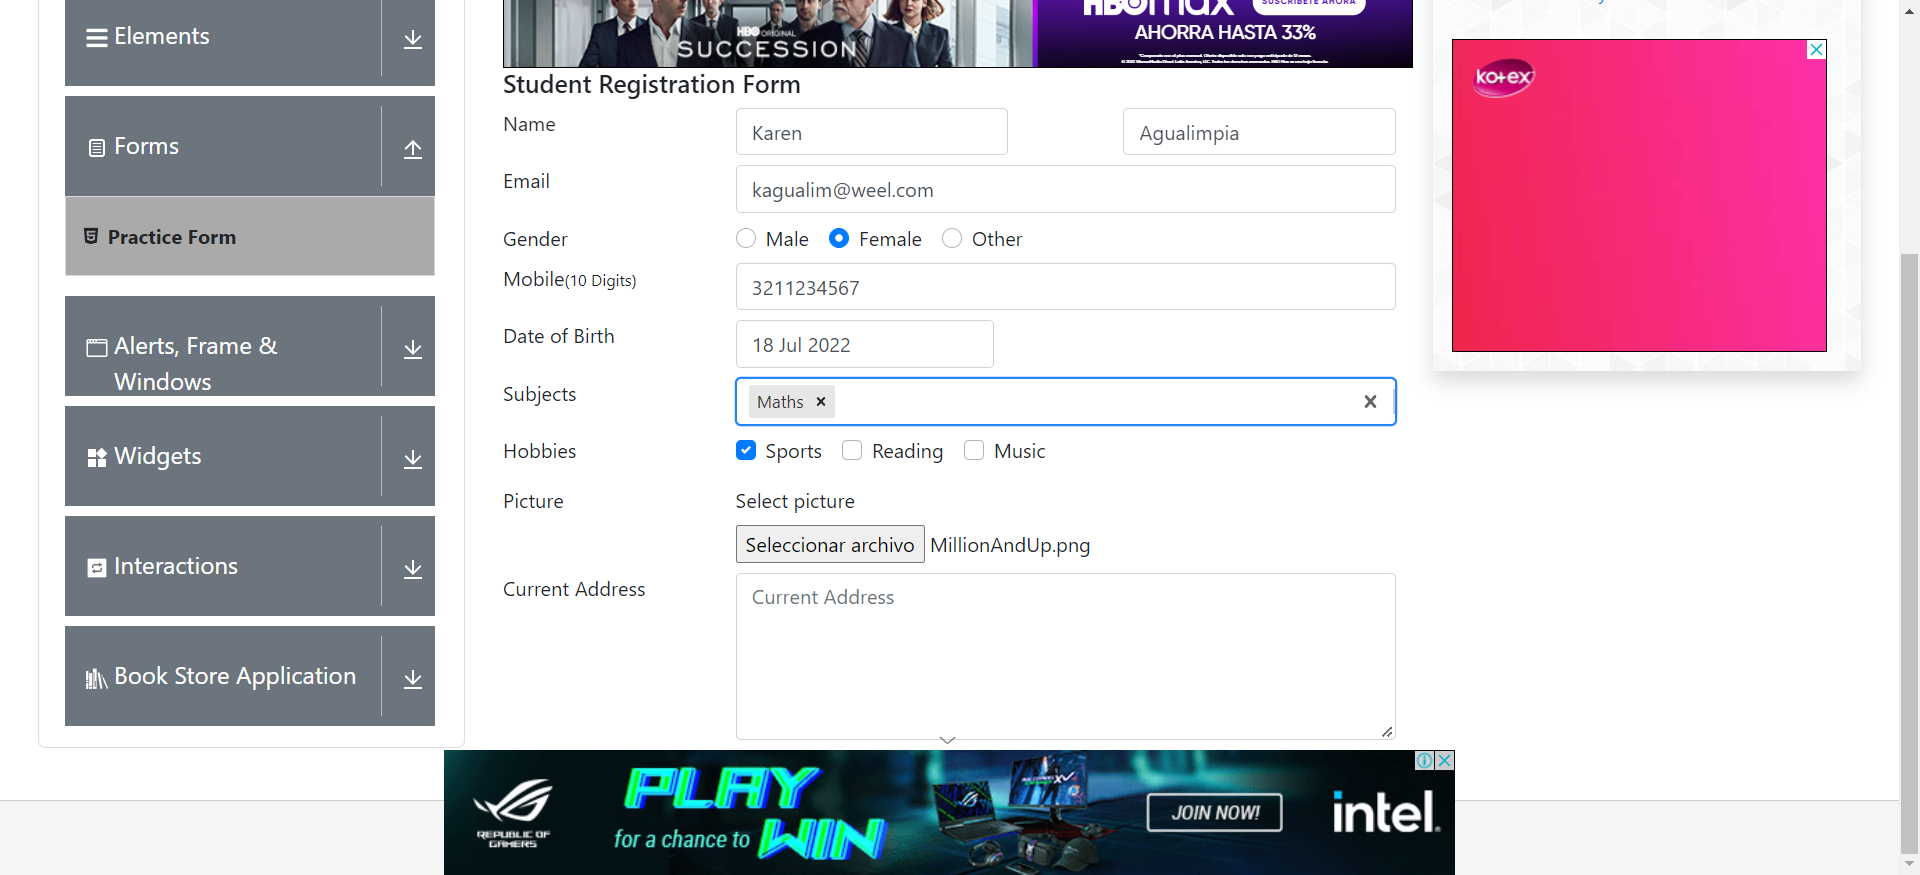 Elements
Forms
Practice Form
Alerts, Frame &
Windows
Widgets
Interactions
Book Store Application
HBO ORIGINAL
SUCCESSION
HBOmax
SUSCRÍBETE AHORA
AHORRA HASTA 33%
Student Registration Form
Name
Karen
Agualimpia
Email
kagualim@weel.com
Gender
Male
Female
Other
Mobile(10 Digits)
3211234567
Date of Birth
18 Jul 2022
Subjects
Maths
Hobbies
Sports
Reading
Music
Picture
Select picture
Seleccionar archivo MillionAndUp.png
Current Address
Current Address
kotex
REPUBLIC OF
GAMERS
PLAY
for a chance to WIN
JOIN NOW!
intel.